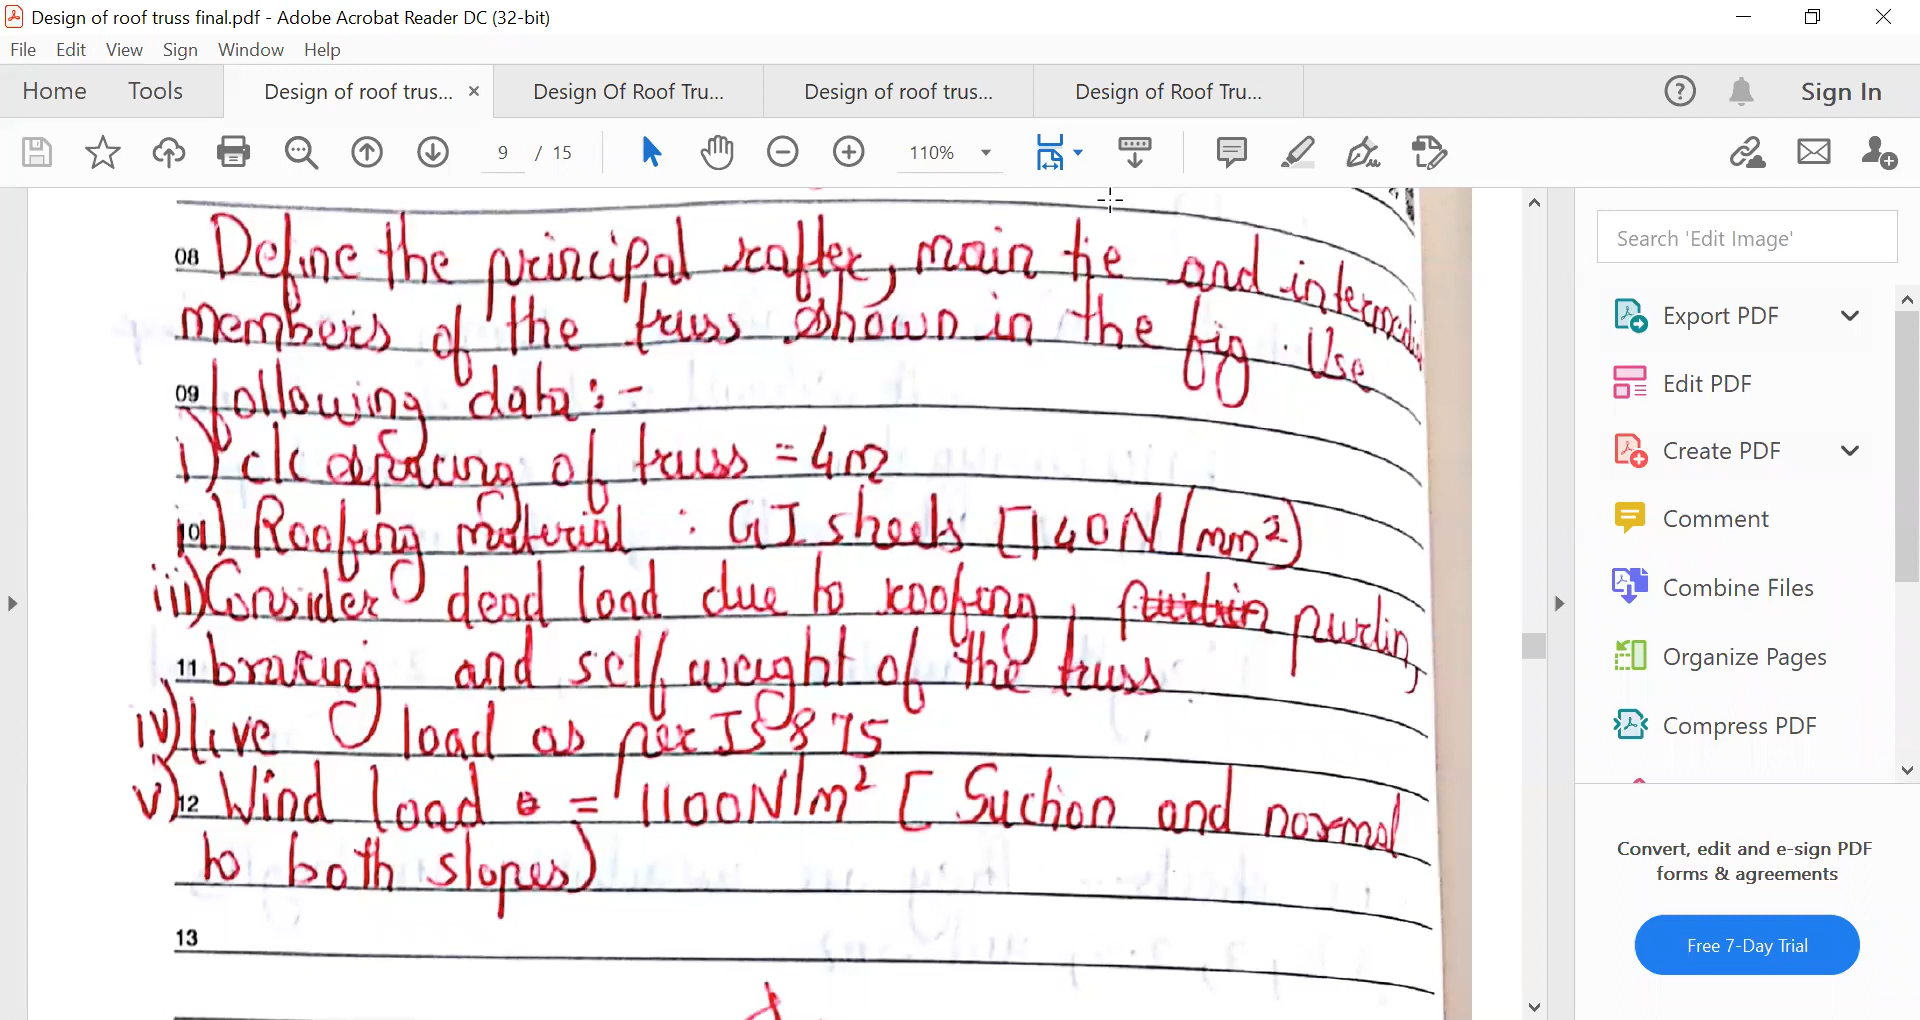 Design of roof truss final.pdf - Adobe Acrobat Reader DC (32-bit)
File Edit View Sign Window Help
Home Tools Design of roof trus... × Design Of Roof Tru... Design of roof trus... Design of Roof Tru... Sign In
9 / 15 110%
08 Define the principal rafter, main tie and intermedia
members of the truss shown in the fig. Use
09 following data :-
i) c/c spacing of truss = 4m
10 ii) Roofing material : GI sheets [140N/mm²)
iii) Consider dead load due to roofing, purlin,
11 bracing and self weight of the truss
iv) live load as per IS 875
v) 12 Wind load = 1100N/m² [Suction and normal
to both slopes)
13
Search 'Edit Image'
Export PDF
Edit PDF
Create PDF
Comment
Combine Files
Organize Pages
Compress PDF
Convert, edit and e-sign PDF
forms & agreements
Free 7-Day Trial